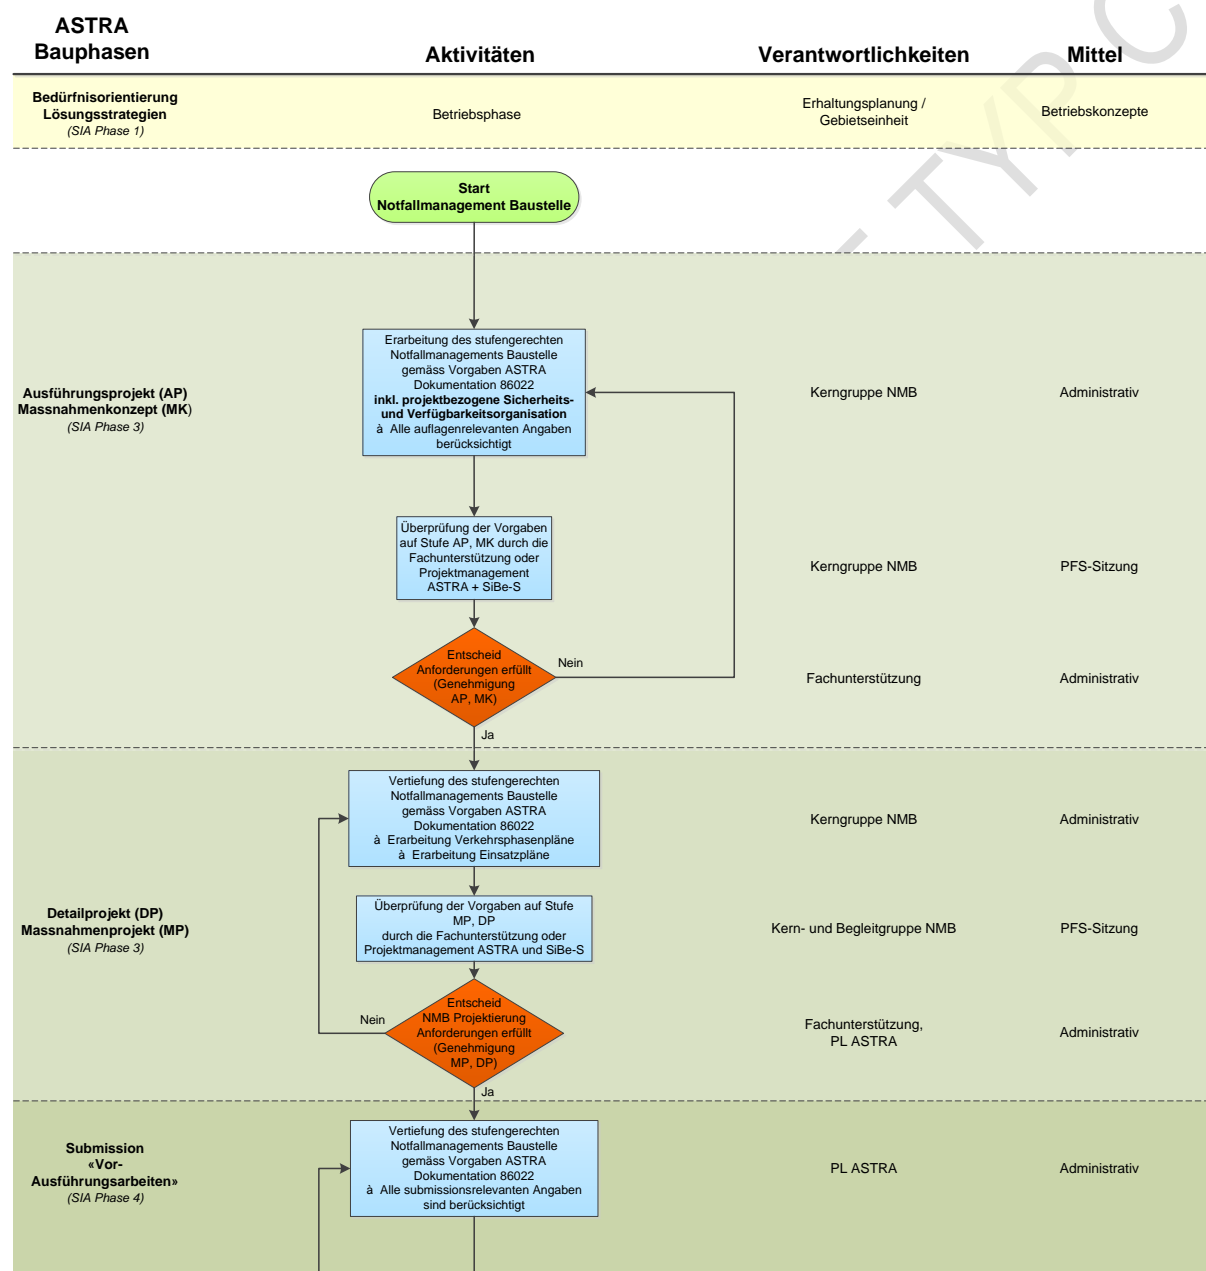 ASTRA
Bauphasen
Aktivitäten
Verantwortlichkeiten
Mittel
Bedürfnisorientierung
Lösungsstrategien
(SIA Phase 1)
Betriebsphase
Erhaltungsplanung /
Gebietseinheit
Betriebskonzepte
TYP C
Start
Notfallmanagement Baustelle
Ausführungsprojekt (AP)
Massnahmenkonzept (MK)
(SIA Phase 3)
Erarbeitung des stufengerechten
Notfallmanagements Baustelle
gemäss Vorgaben ASTRA
Dokumentation 86022
inkl. projektbezogene Sicherheits-
und Verfügbarkeitsorganisation
à Alle auflagenrelevanten Angaben
berücksichtigt
Kerngruppe NMB
Administrativ
Überprüfung der Vorgaben
auf Stufe AP, MK durch die
Fachunterstützung oder
Projektmanagement
ASTRA + SiBe-S
Kerngruppe NMB
PFS-Sitzung
Entscheid
Anforderungen erfüllt
(Genehmigung
AP, MK)
Nein
Fachunterstützung
Administrativ
Ja
Detailprojekt (DP)
Massnahmenprojekt (MP)
(SIA Phase 3)
Vertiefung des stufengerechten
Notfallmanagements Baustelle
gemäss Vorgaben ASTRA
Dokumentation 86022
à Erarbeitung Verkehrsphasenpläne
à Erarbeitung Einsatzpläne
Kerngruppe NMB
Administrativ
Überprüfung der Vorgaben auf Stufe
MP, DP
durch die Fachunterstützung oder
Projektmanagement ASTRA und SiBe-S
Kern- und Begleitgruppe NMB
PFS-Sitzung
Nein
Entscheid
NMB Projektierung
Anforderungen erfüllt
(Genehmigung
MP, DP)
Fachunterstützung,
PL ASTRA
Administrativ
Ja
Submission
«Vor-
Ausführungsarbeiten»
(SIA Phase 4)
Vertiefung des stufengerechten
Notfallmanagements Baustelle
gemäss Vorgaben ASTRA
Dokumentation 86022
à Alle submissionsrelevanten Angaben
sind berücksichtigt
PL ASTRA
Administrativ